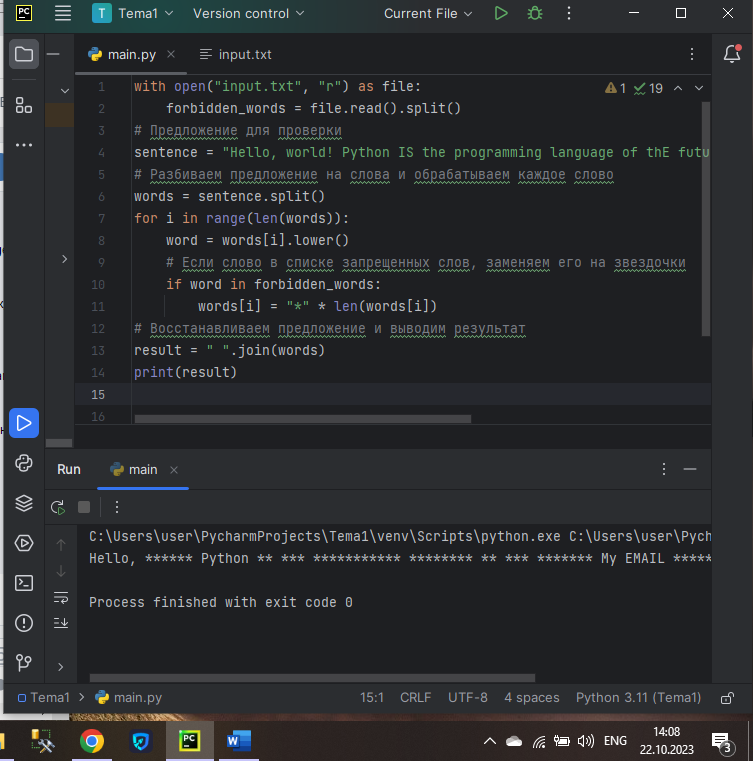 PC
T Tema1 Version control Current File
main.py input.txt
1 with open("input.txt", "r") as file: 1 19
2 forbidden_words = file.read().split()
3 # Предложение для проверки
4 sentence = "Hello, world! Python IS the programming language of thE futu
5 # Разбиваем предложение на слова и обрабатываем каждое слово
6 words = sentence.split()
7 for i in range(len(words)):
8 word = words[i].lower()
9 # Если слово в списке запрещенных слов, заменяем его на звездочки
10 if word in forbidden_words:
11 words[i] = "*" * len(words[i])
12 # Восстанавливаем предложение и выводим результат
13 result = " ".join(words)
14 print(result)
15
16
Run main
C:\Users\user\PycharmProjects\Tema1\venv\Scripts\python.exe C:\Users\user\Pych
Hello, ****** Python ** *** *********** ******** ** *** ******* My EMAIL *****
Process finished with exit code 0
Tema1 main.py 15:1 CRLF UTF-8 4 spaces Python 3.11 (Tema1)
PC W ENG 14:08
22.10.2023 3